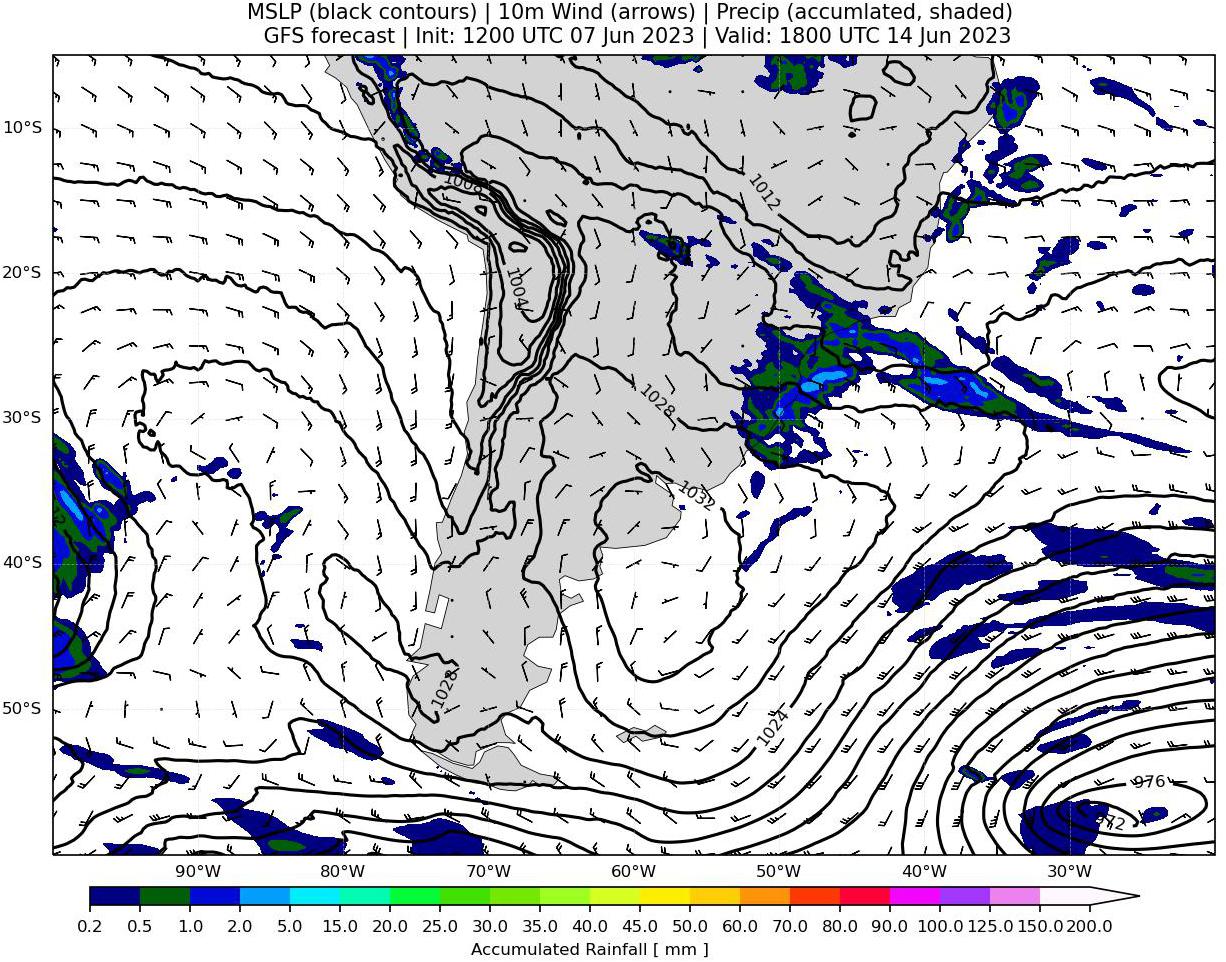 MSLP (black contours) | 10m Wind (arrows) | Precip (accumlated, shaded)
GFS forecast | Init: 1200 UTC 07 Jun 2023 | Valid: 1800 UTC 14 Jun 2023
10°S
1008
1012
20°S
1004
1028
30°S
1032
40°S
1028
50°S
1024
976
972
90°W 80°W 70°W 60°W 50°W 40°W 30°W
0.2 0.5 1.0 2.0 5.0 10.0 15.0 20.0 25.0 30.0 35.0 40.0 45.0 50.0 60.0 70.0 80.0 90.0 100.0 125.0 150.0 200.0
Accumulated Rainfall [ mm ]